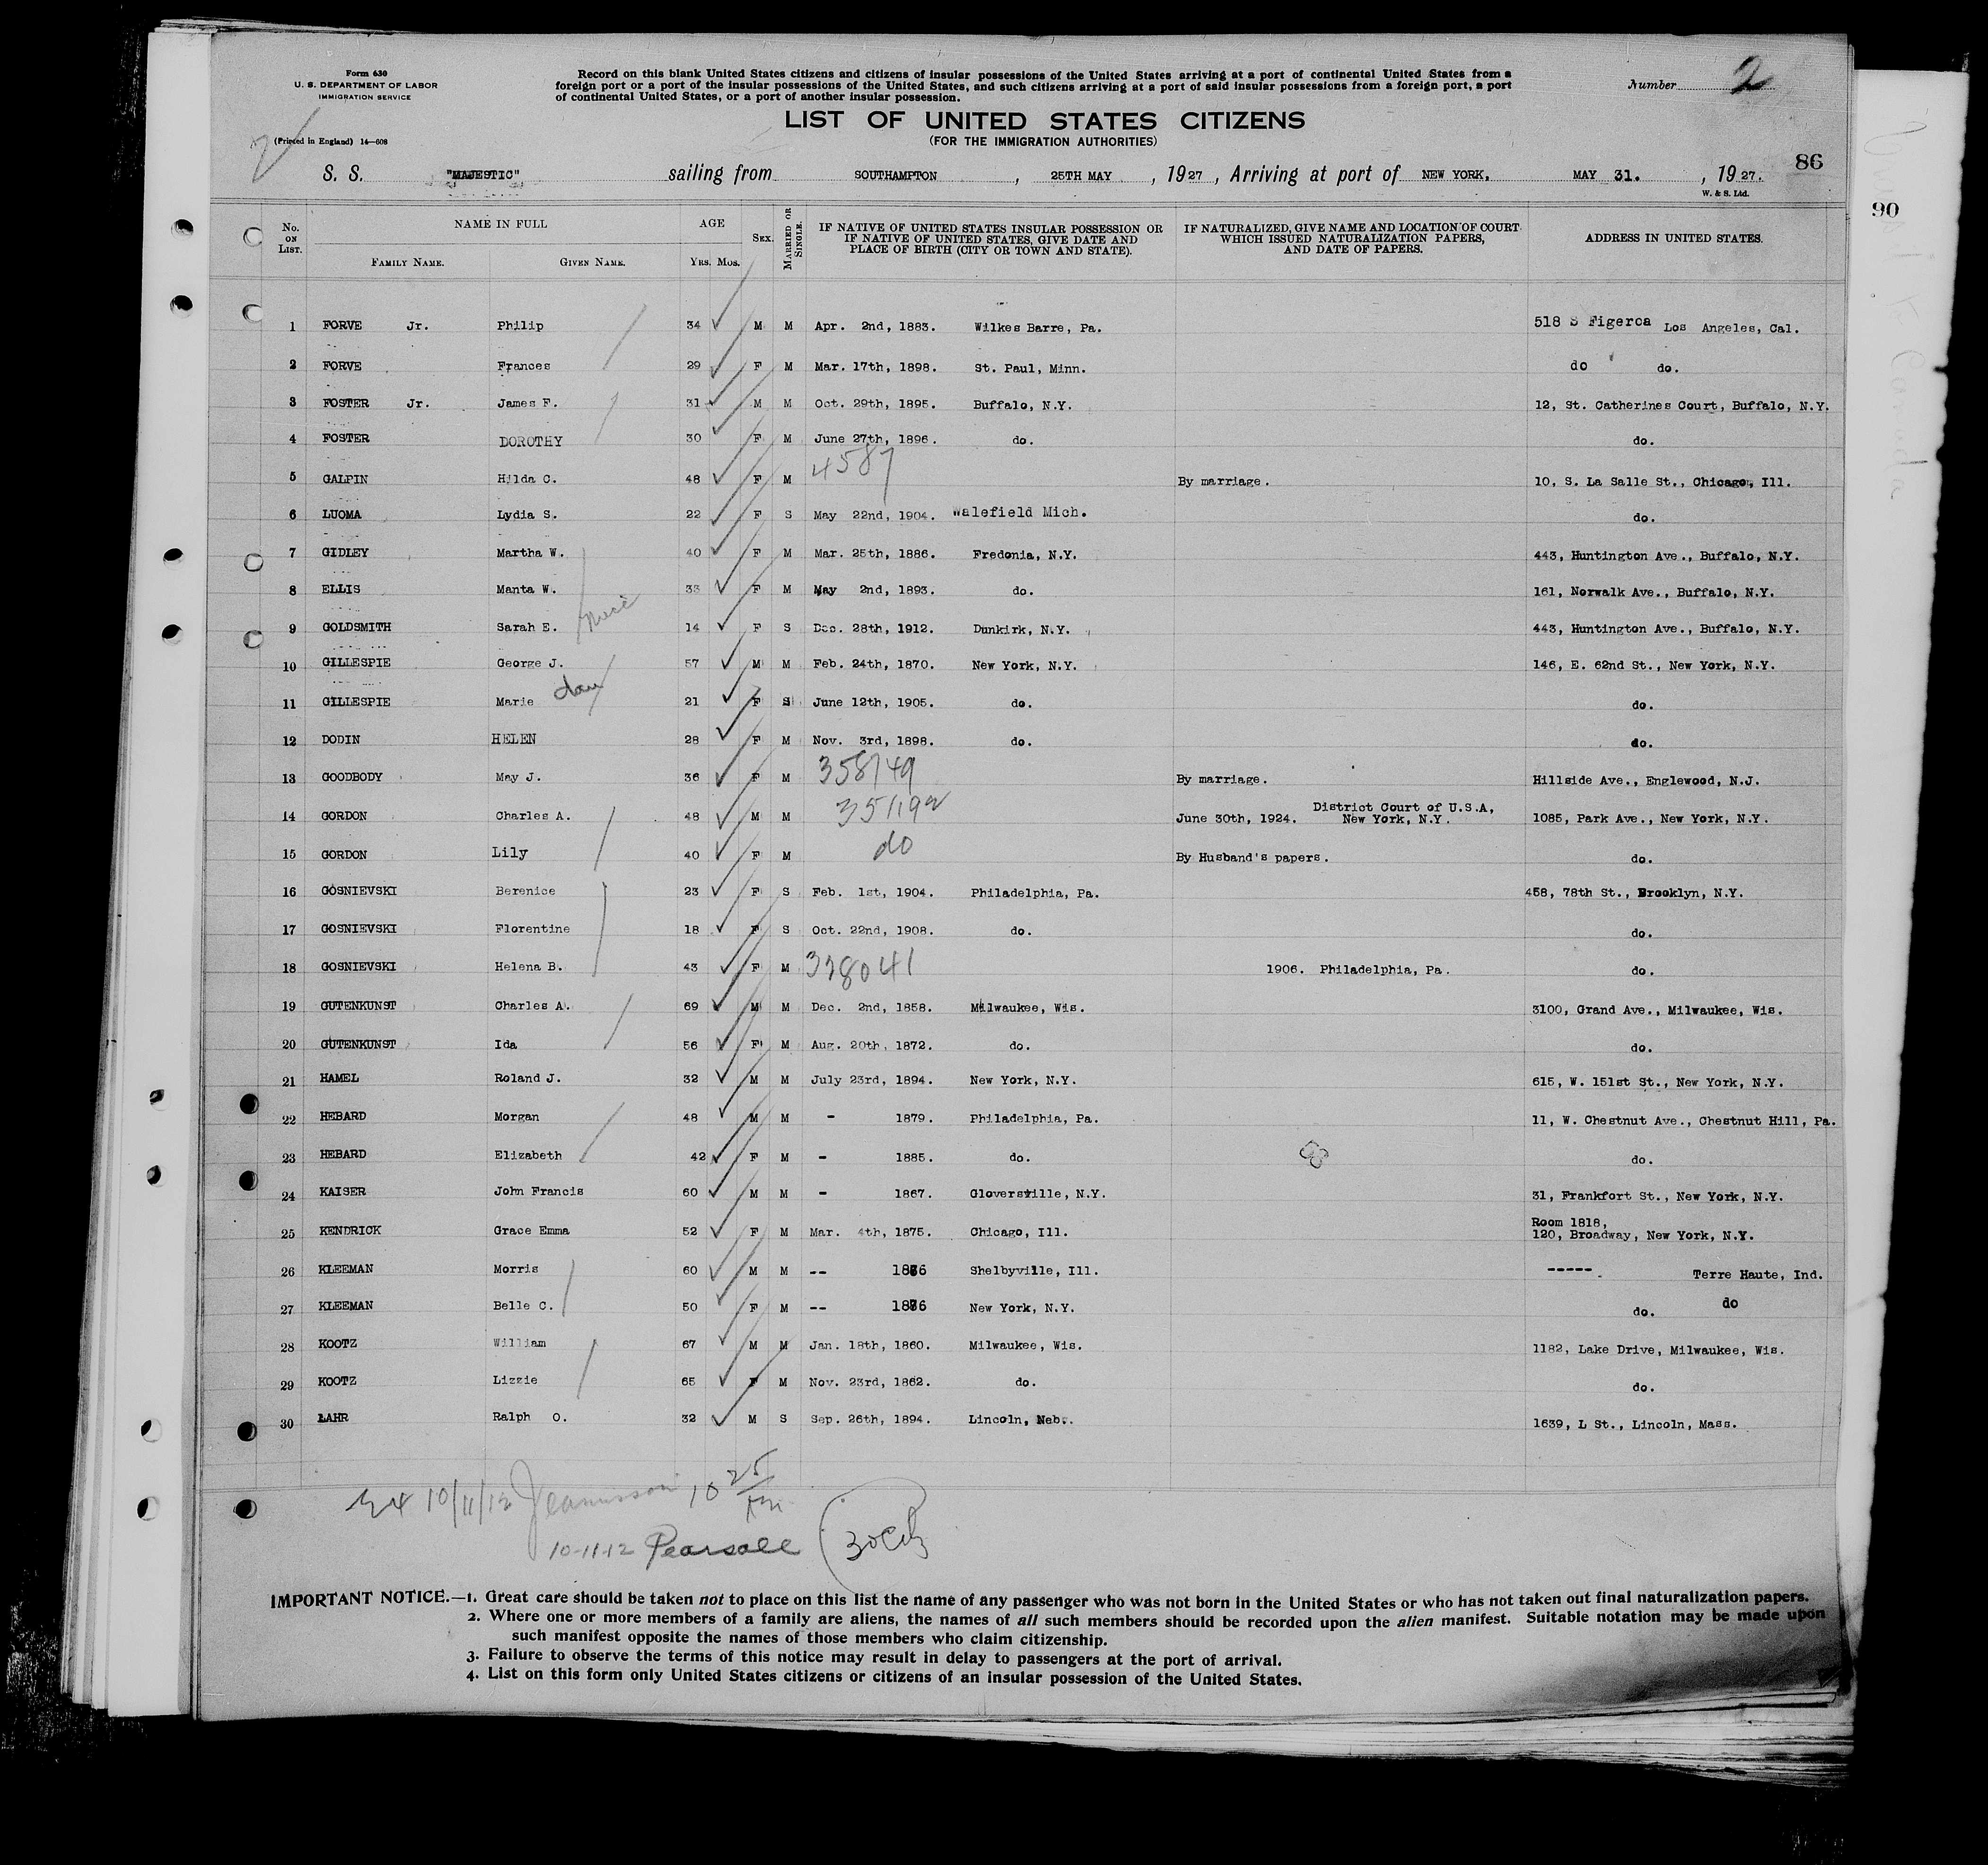 Form 630
U. S. DEPARTMENT OF LABOR
IMMIGRATION SERVICE
(Printed in England) 14—608
Record on this blank United States citizens and citizens of insular possessions of the United States arriving at a port of continental United States from a
foreign port or a port of the insular possessions of the United States, and such citizens arriving at a port of said insular possessions from a foreign port, a port
of continental United States, or a port of another insular possession.
Number 2
LIST OF UNITED STATES CITIZENS
(FOR THE IMMIGRATION AUTHORITIES)
86
90
S. S. "MAJESTIC" sailing from SOUTHAMPTON, 25TH MAY, 1927, Arriving at port of NEW YORK, MAY 31., 1927.
W. & S. Ltd.
No. ON LIST. NAME IN FULL FAMILY NAME. GIVEN NAME. AGE YRS. MOS. SEX. MARRIED OR SINGLE. IF NATIVE OF UNITED STATES INSULAR POSSESSION OR IF NATIVE OF UNITED STATES, GIVE DATE AND PLACE OF BIRTH (CITY OR TOWN AND STATE). IF NATURALIZED, GIVE NAME AND LOCATION OF COURT WHICH ISSUED NATURALIZATION PAPERS, AND DATE OF PAPERS. ADDRESS IN UNITED STATES.
1 FORVE Jr. Philip 34 M M Apr. 2nd, 1883. Wilkes Barre, Pa. 518 S Figeroa Los Angeles, Cal.
2 FORVE Frances 29 F M Mar. 17th, 1898. St. Paul, Minn. do do.
3 FOSTER Jr. James F. 31 M M Oct. 29th, 1895. Buffalo, N.Y. 12, St. Catherines Court, Buffalo, N.Y.
4 FOSTER DOROTHY 30 F M June 27th, 1896. do. do.
5 GALPIN Hilda C. 48 F M 4587 By marriage. 10, S. La Salle St., Chicago, Ill.
6 LUOMA Lydia S. 22 F S May 22nd, 1904. Walefield Mich. do.
7 GIDLEY Martha W. 40 F M Mar. 25th, 1886. Fredonia, N.Y. 443, Huntington Ave., Buffalo, N.Y.
8 ELLIS Manta W. F M May 2nd, 1893. do. 161, Norwalk Ave., Buffalo, N.Y.
9 GOLDSMITH Sarah E. niece 14 F S Dec. 28th, 1912. Dunkirk, N.Y. 443, Huntington Ave., Buffalo, N.Y.
10 GILLESPIE George J. 57 M M Feb. 24th, 1870. New York, N.Y. 146, E. 62nd St., New York, N.Y.
11 GILLESPIE Marie dau 21 F S June 12th, 1905. do. do.
12 DODIN HELEN 28 F M Nov. 3rd, 1898. do. do.
13 GOODBODY May J. 36 F M 358749 By marriage. Hillside Ave., Englewood, N.J.
14 GORDON Charles A. 48 M M June 30th, 1924. District Court of U.S.A, New York, N.Y. 1085, Park Ave., New York, N.Y.
15 GORDON Lily 40 F M do By Husband's papers. do.
16 GOSNIEVSKI Berenice 23 F S Feb. 1st, 1904. Philadelphia, Pa. 458, 78th St., Brooklyn, N.Y.
17 GOSNIEVSKI Florentine 18 F S Oct. 22nd, 1908. do. do.
18 GOSNIEVSKI Helena B. 43 F M 1906. Philadelphia, Pa. do.
19 GUTENKUNST Charles A. 69 M M Dec. 2nd, 1858. Milwaukee, Wis. 3100, Grand Ave., Milwaukee, Wis.
20 GUTENKUNST Ida 56 F M Aug. 20th, 1872. do. do.
21 HAMEL Roland J. 32 M M July 23rd, 1894. New York, N.Y. 615, W. 151st St., New York, N.Y.
22 HEBARD Morgan 48 M M - 1879. Philadelphia, Pa. 11, W. Chestnut Ave., Chestnut Hill, Pa.
23 HEBARD Elizabeth 42 F M - 1885. do. do.
24 KAISER John Francis 60 M M - 1867. Gloversville, N.Y. 31, Frankfort St., New York, N.Y.
25 KENDRICK Grace Emma 52 F M Mar. 4th, 1875. Chicago, Ill. Room 1818, 120, Broadway, New York, N.Y.
26 KLEEMAN Morris 60 M M -- 1866 Shelbyville, Ill. ----- . Terre Haute, Ind.
27 KLEEMAN Belle C. 50 F M -- 1876 New York, N.Y. do. do
28 KOOTZ William 67 M M Jan. 18th, 1860. Milwaukee, Wis. 1182, Lake Drive, Milwaukee, Wis.
29 KOOTZ Lizzie 65 F M Nov. 23rd, 1862. do. do.
30 LAHR Ralph O. 32 M S Sep. 26th, 1894. Lincoln, Neb. 1639, L St., Lincoln, Mass.
10/11/12
10-11-12 Pearsall
IMPORTANT NOTICE.—1. Great care should be taken not to place on this list the name of any passenger who was not born in the United States or who has not taken out final naturalization papers.
2. Where one or more members of a family are aliens, the names of all such members should be recorded upon the alien manifest. Suitable notation may be made upon
such manifest opposite the names of those members who claim citizenship.
3. Failure to observe the terms of this notice may result in delay to passengers at the port of arrival.
4. List on this form only United States citizens or citizens of an insular possession of the United States.